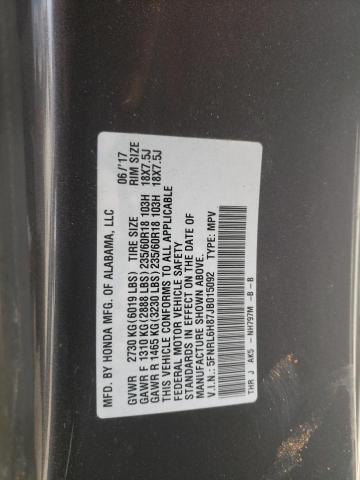 MFD. BY HONDA MFG. OF ALABAMA, LLC 06/'17
GVWR 2730 KG(6019 LBS) TIRE SIZE RIM SIZE
GAWR F 1310 KG(2888 LBS)235/60R18 103H 18X7.5J
GAWR R 1465 KG(3230 LBS)235/60R18 103H 18X7.5J
THIS VEHICLE CONFORMS TO ALL APPLICABLE
FEDERAL MOTOR VEHICLE SAFETY
STANDARDS IN EFFECT ON THE DATE OF
MANUFACTURE SHOWN ABOVE.
V.I.N.: 5FNRL6H87JB015092 TYPE: MPV
THR J AK5 - NH797M -B -B